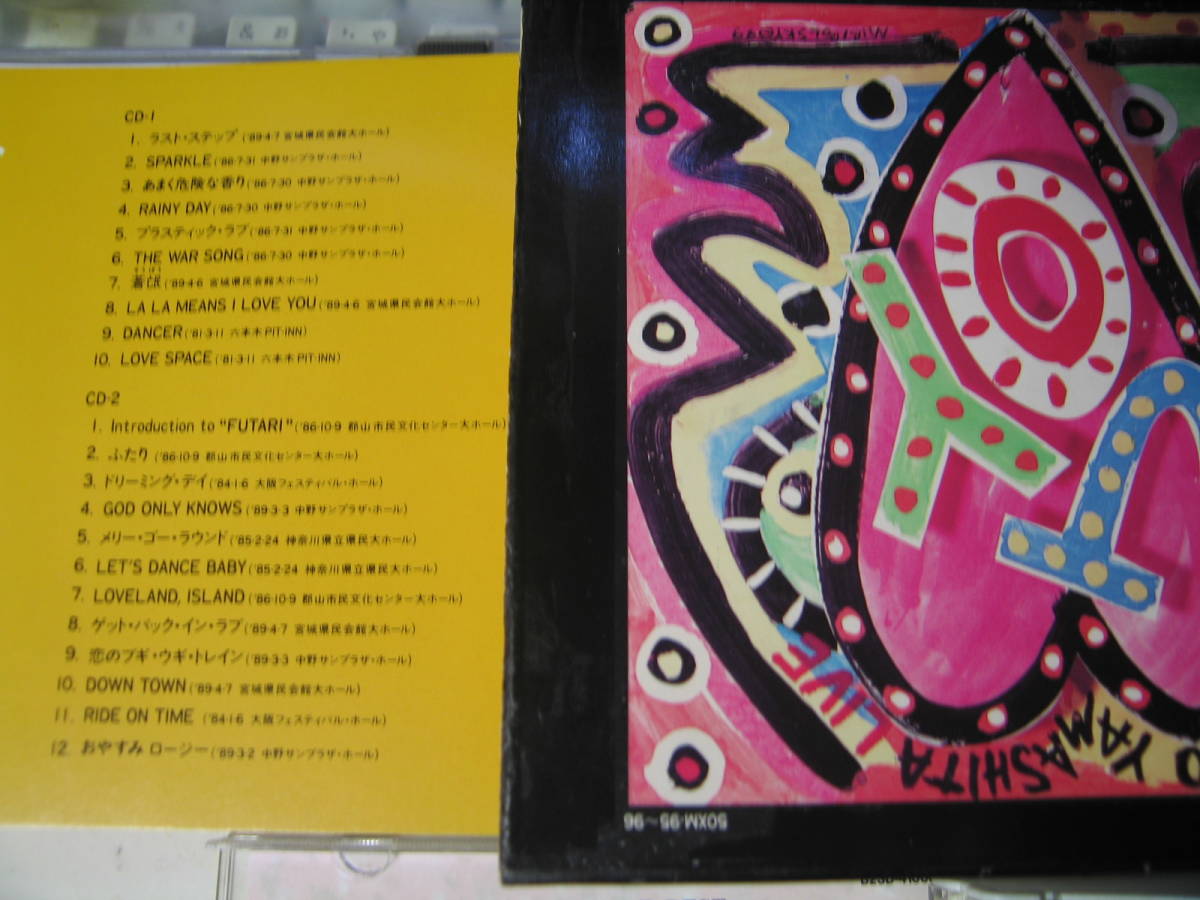 CD-1
1. ラスト・ステップ('89・4・7 宮城県民会館大ホール)
2. SPARKLE('86・7・31 中野サンプラザ・ホール)
3. あまく危険な香り('86・7・30 中野サンプラザ・ホール)
4. RAINY DAY('86・7・30 中野サンプラザ・ホール)
5. プラスティック・ラブ('86・7・31 中野サンプラザ・ホール)
6. THE WAR SONG('86・7・30 中野サンプラザ・ホール)
7. 蒼氓('89・4・6 宮城県民会館大ホール)
8. LA LA MEANS I LOVE YOU('89・4・6 宮城県民会館大ホール)
9. DANCER('81・3・11 六本木PIT-INN)
10. LOVE SPACE('81・3・11 六本木PIT-INN)
CD-2
1. Introduction to "FUTARI"('86・10・9 郡山市民文化センター大ホール)
2. ふたり('86・10・9 郡山市民文化センター大ホール)
3. ドリーミング・デイ('84・1・6 大阪フェスティバル・ホール)
4. GOD ONLY KNOWS('89・3・3 中野サンプラザ・ホール)
5. メリー・ゴー・ラウンド('85・2・24 神奈川県立県民大ホール)
6. LET'S DANCE BABY('85・2・24 神奈川県立県民大ホール)
7. LOVELAND, ISLAND('86・10・9 郡山市民文化センター大ホール)
8. ゲット・バック・イン・ラブ('89・4・7 宮城県民会館大ホール)
9. 恋のブギ・ウギ・トレイン('89・3・3 中野サンプラザ・ホール)
10. DOWN TOWN('89・4・7 宮城県民会館大ホール)
11. RIDE ON TIME ('84・1・6 大阪フェスティバル・ホール)
12. おやすみ ロージー('89・3・2 中野サンプラザ・ホール)
JOY
LIVE
YAMASHITA
50XM-95〜96